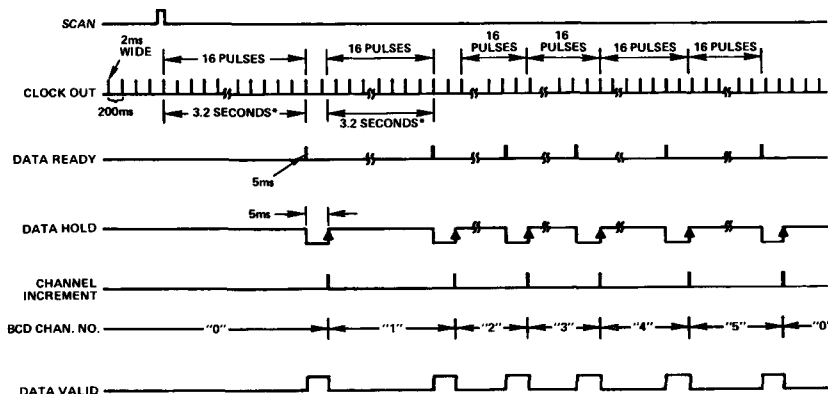 SCAN
2ms
WIDE
16 PULSES
16 PULSES
16
PULSES
16
PULSES
16 PULSES
16 PULSES
CLOCK OUT
200ms
3.2 SECONDS*
3.2 SECONDS*
DATA READY
5ms
5ms
DATA HOLD
CHANNEL
INCREMENT
BCD CHAN. NO.
"0"
"1"
"2"
"3"
"4"
"5"
"0"
DATA VALID